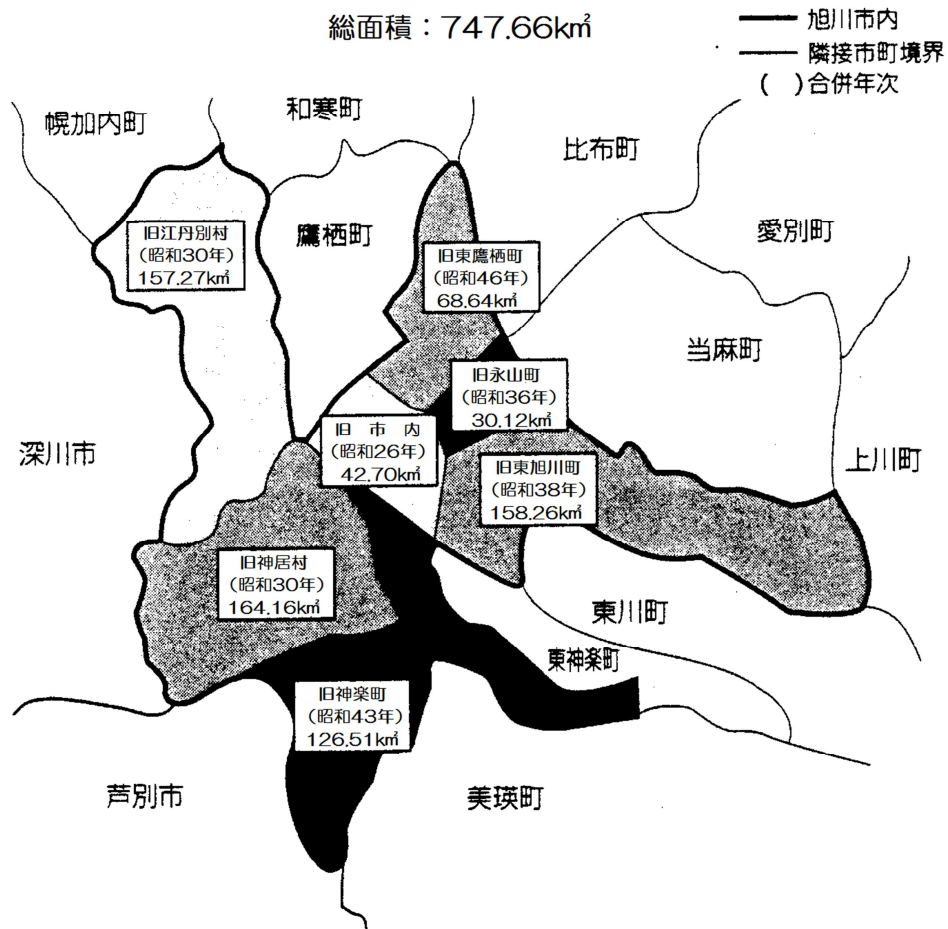 総面積：747.66k㎡
旭川市内
隣接市町境界
(　)合併年次
幌加内町
和寒町
比布町
旧江丹別村
(昭和30年)
157.27k㎡
鷹栖町
旧東鷹栖町
(昭和46年)
68.64k㎡
愛別町
当麻町
旧永山町
(昭和36年)
30.12k㎡
深川市
旧　市　内
(昭和26年)
42.70k㎡
旧東旭川町
(昭和38年)
158.26k㎡
上川町
旧神居村
(昭和30年)
164.16k㎡
東川町
東神楽町
旧神楽町
(昭和43年)
126.51k㎡
芦別市
美瑛町